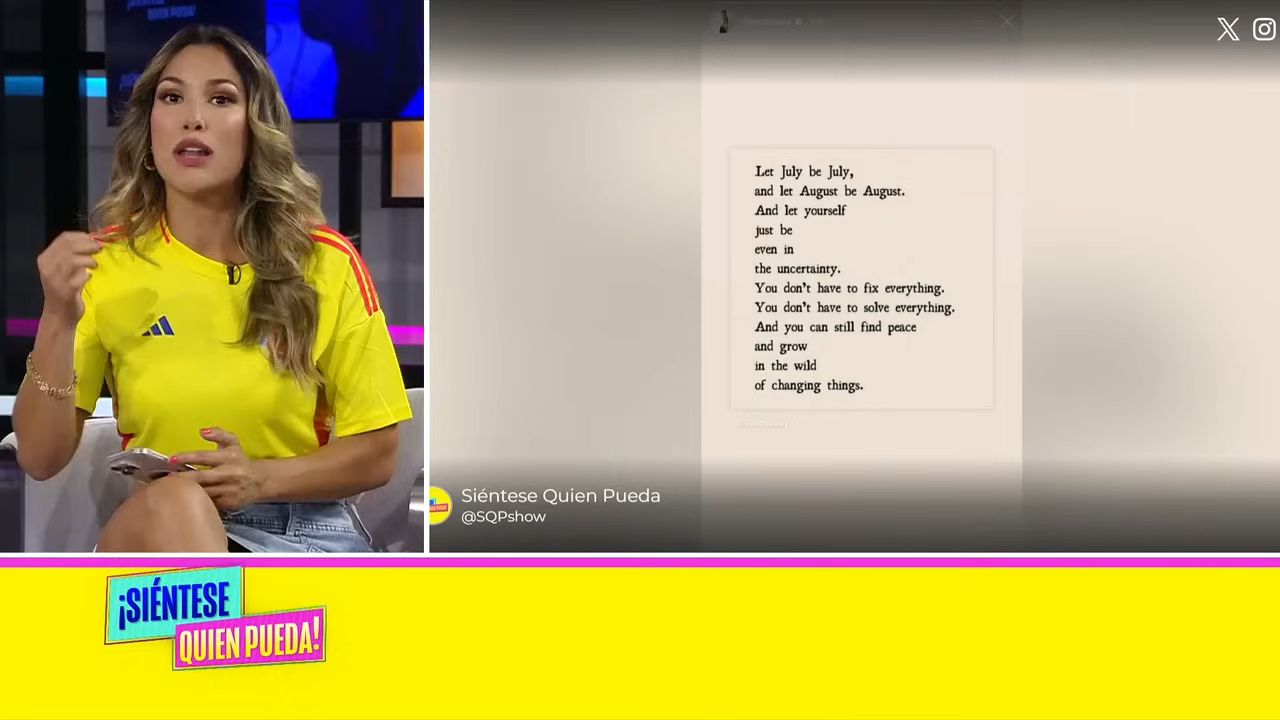 Let July be July,
and let August be August.
And let yourself
just be
even in
the uncertainty.
You don't have to fix everything.
You don't have to solve everything.
And you can still find peace
and grow
in the wild
of changing things.
Siéntese Quien Pueda
@SQPshow
¡SIÉNTESE
QUIEN PUEDA!